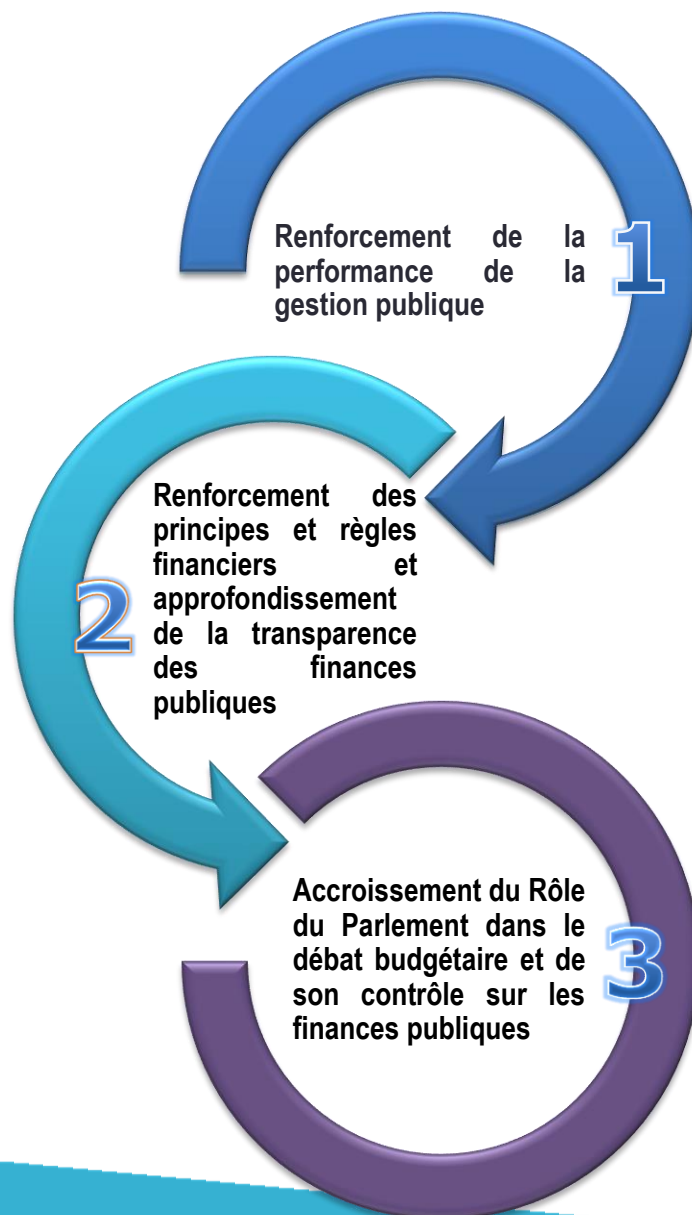 Renforcement de la
performance de la
gestion publique
1
Renforcement des
principes et règles
financiers et
approfondissement
de la transparence
des finances
publiques
2
Accroissement du Rôle
du Parlement dans le
débat budgétaire et de
son contrôle sur les
finances publiques
3